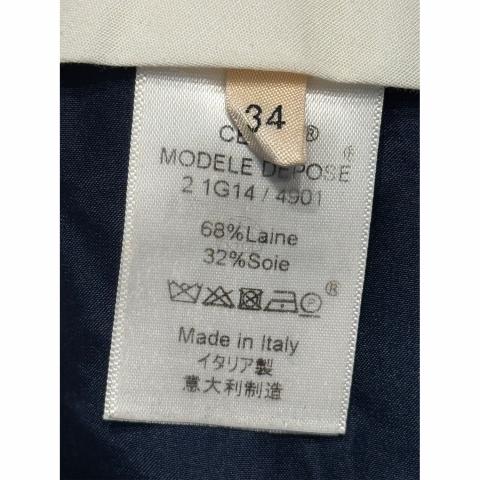 34
®
MODELE DEPOSE ®
2 1G14 / 4901
68%Laine
32%Soie
P ®
Made in Italy
イタリア製
意大利制造